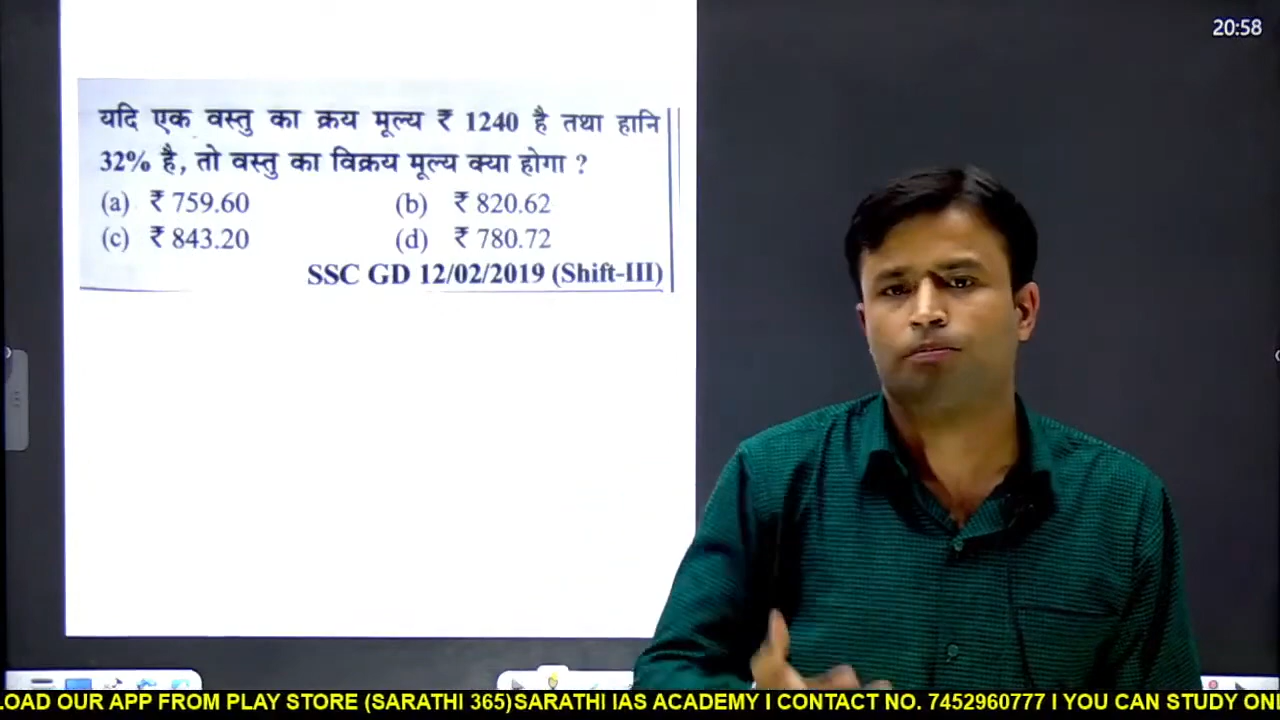 20:58
यदि एक वस्तु का क्रय मूल्य ₹ 1240 है तथा हानि
32% है, तो वस्तु का विक्रय मूल्य क्या होगा ?
(a) ₹ 759.60 (b) ₹ 820.62
(c) ₹ 843.20 (d) ₹ 780.72
SSC GD 12/02/2019 (Shift-III)
LOAD OUR APP FROM PLAY STORE (SARATHI 365)SARATHI IAS ACADEMY I CONTACT NO. 7452960777 I YOU CAN STUDY ONL